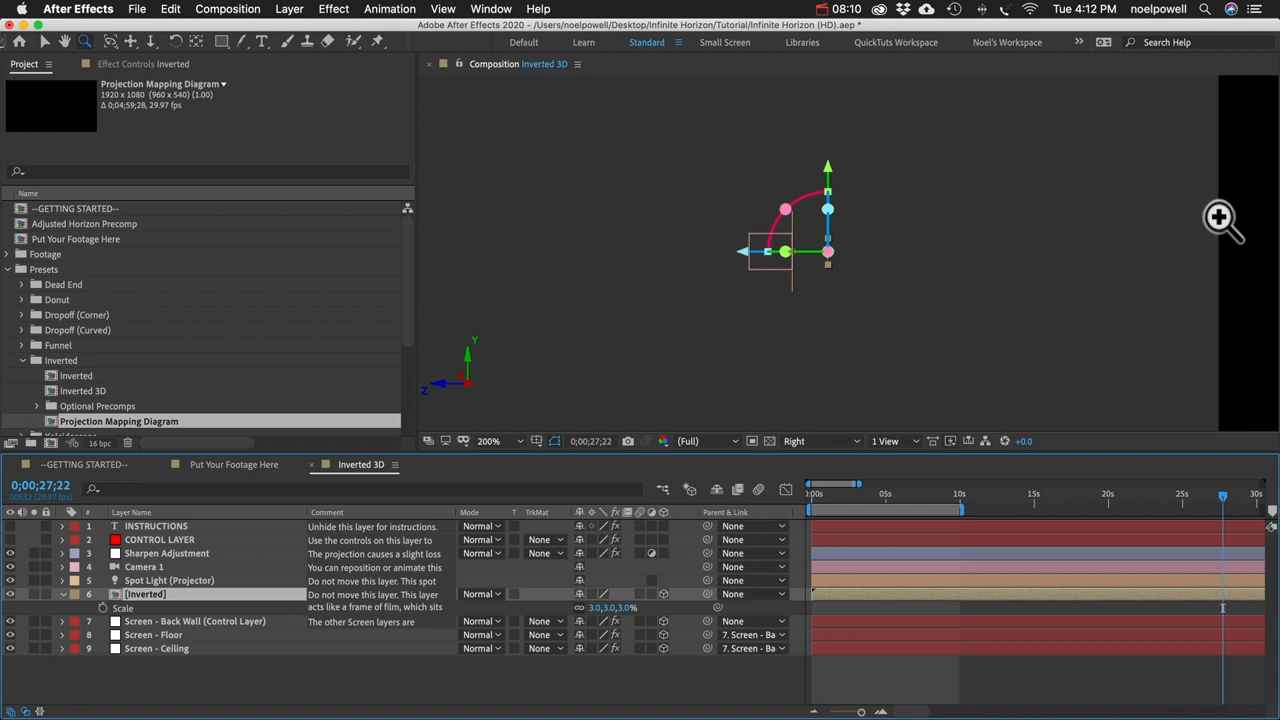 After Effects File Edit Composition Layer Effect Animation View Window Help 08:10 Tue 4:12 PM noelpowell
Adobe After Effects 2020 - /Users/noelpowell/Desktop/Infinite Horizon/Tutorial/Infinite Horizon (HD).aep *
Default Learn Standard Small Screen Libraries QuickTuts Workspace Noel's Workspace Search Help
Project Effect Controls Inverted Composition Inverted 3D
Projection Mapping Diagram
1920 x 1080 (960 x 540) (1.00)
Δ 0;04;59;28, 29.97 fps)
Name
--GETTING STARTED--
Adjusted Horizon Precomp
Put Your Footage Here
Footage
Presets
Dead End
Donut
Dropoff (Corner)
Dropoff (Curved)
Funnel
Inverted
Inverted
Inverted 3D
Optional Precomps
Projection Mapping Diagram
Y
Z
16 bpc 200% 0;00;27;22 (Full) Right 1 View +0.0
--GETTING STARTED-- Put Your Footage Here Inverted 3D
0;00;27;22
00832 (29.97 fps)
0:00s 05s 10s 15s 20s 25s 30s
# Layer Name Comment Mode T TrkMat Parent & Link
1 INSTRUCTIONS Unhide this layer for instructions. Normal None
2 CONTROL LAYER Use the controls on this layer to Normal None None
3 Sharpen Adjustment The projection causes a slight loss Normal None None
4 Camera 1 You can reposition or animate this None
5 Spot Light (Projector) Do not move this layer. This spot None
6 [Inverted] Do not move this layer. This layer Normal None None
Scale acts like a frame of film, which sits 3.0,3.0,3.0%
7 Screen - Back Wall (Control Layer) The other Screen layers are Normal None None
8 Screen - Floor Normal None 7. Screen - Ba
9 Screen - Ceiling Normal None 7. Screen - Ba